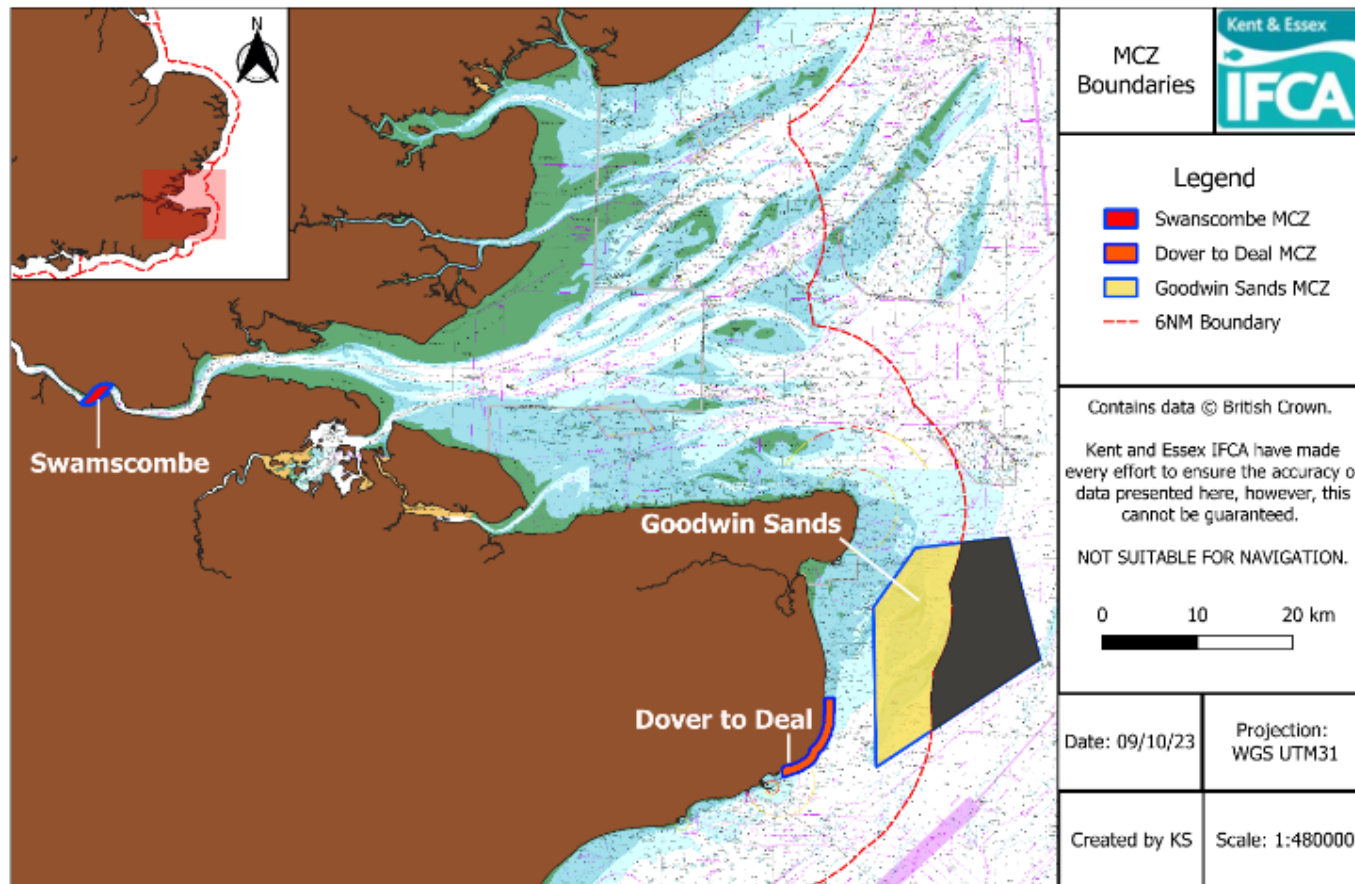 N
Swamscombe
Goodwin Sands
Dover to Deal
MCZ
Boundaries
Kent & Essex
IFCA
Legend
Swanscombe MCZ
Dover to Deal MCZ
Goodwin Sands MCZ
6NM Boundary
Contains data © British Crown.
Kent and Essex IFCA have made
every effort to ensure the accuracy o
data presented here, however, this
cannot be guaranteed.
NOT SUITABLE FOR NAVIGATION.
0 10 20 km
Date: 09/10/23
Projection:
WGS UTM31
Created by KS
Scale: 1:480000